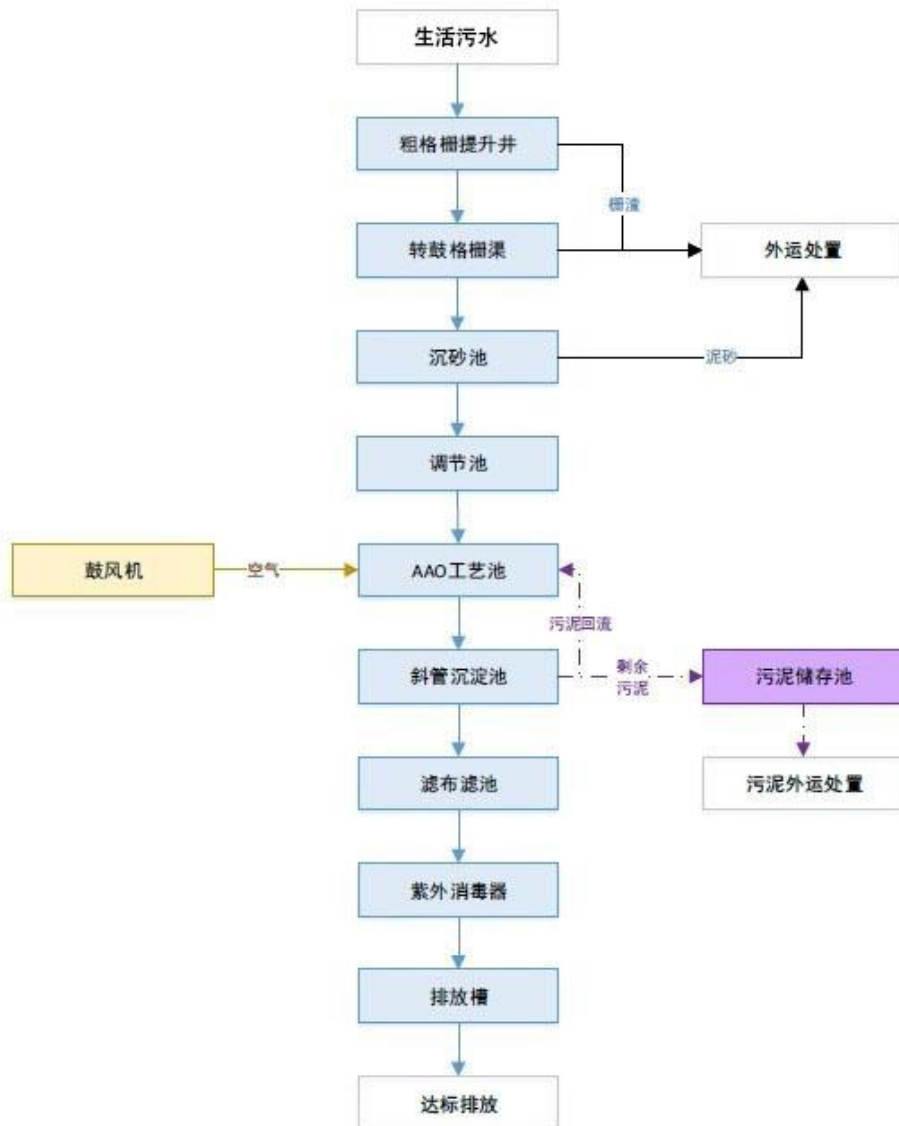 生活污水
粗格栅提升井
栅渣
转鼓格栅渠
外运处置
沉砂池
泥砂
调节池
鼓风机
空气
AAO工艺池
污泥回流
斜管沉淀池
剩余
污泥
污泥储存池
滤布滤池
污泥外运处置
紫外消毒器
排放槽
达标排放